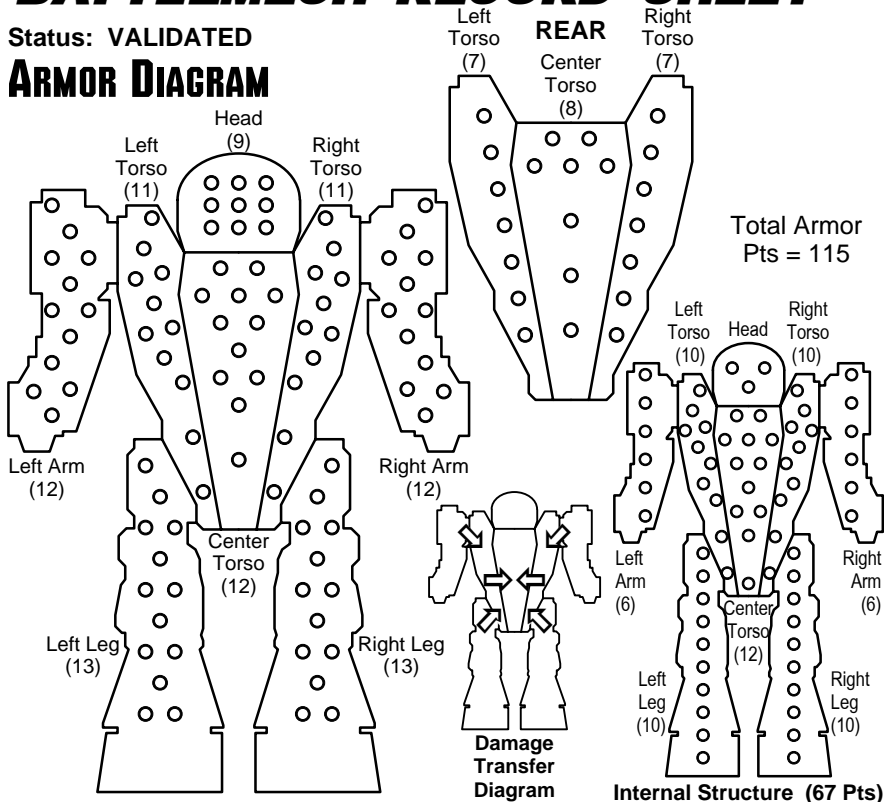 BATTLEMECH RECORD SHEET
Status: VALIDATED
ARMOR DIAGRAM
Head
(9)
Left
Torso
(11)
Right
Torso
(11)
Left Arm
(12)
Right Arm
(12)
Center
Torso
(12)
Left Leg
(13)
Right Leg
(13)
REAR
Left
Torso
(7)
Center
Torso
(8)
Right
Torso
(7)
Total Armor
Pts = 115
Damage
Transfer
Diagram
Left
Torso
(10)
Head
Right
Torso
(10)
Left
Arm
(6)
Right
Arm
(6)
Center
Torso
(12)
Left
Leg
(10)
Right
Leg
(10)
Internal Structure (67 Pts)